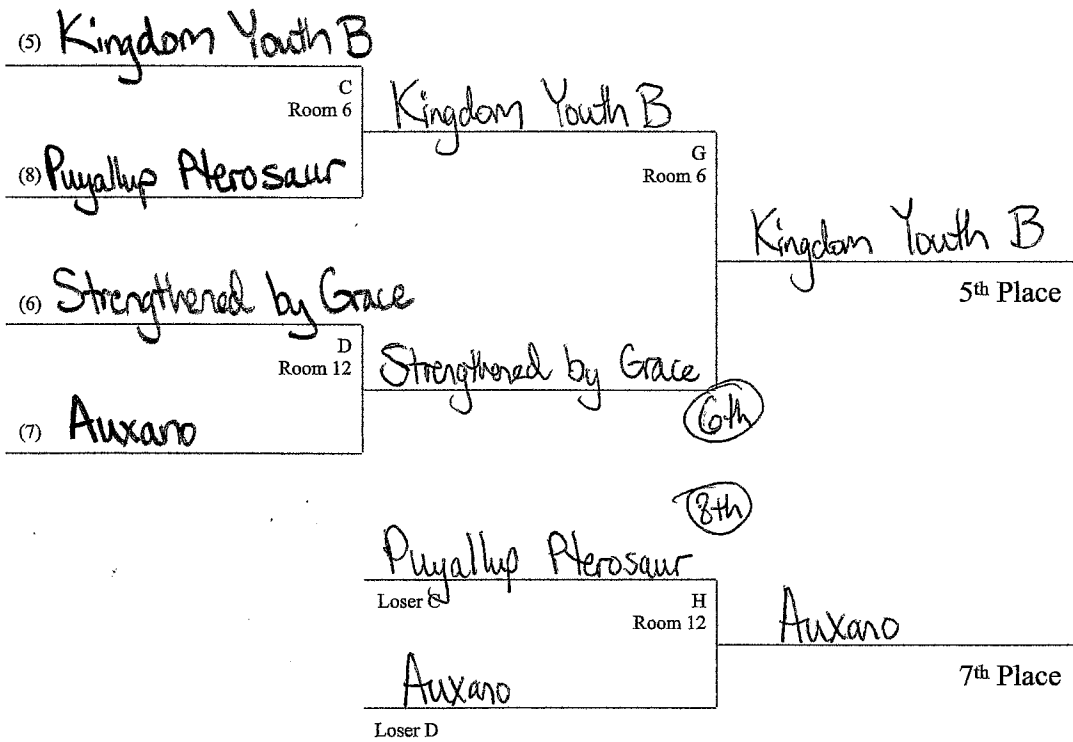 (5) Kingdom Youth B
C
Room 6
Kingdom Youth B
(8) Puyallup Pterosaur
G
Room 6
Kingdom Youth B
5th Place
(6) Strengthened by Grace
D
Room 12
Strengthened by Grace
6th
(7) Auxano
8th
Puyallup Pterosaur
Loser C
H
Room 12
Auxano
7th Place
Auxano
Loser D